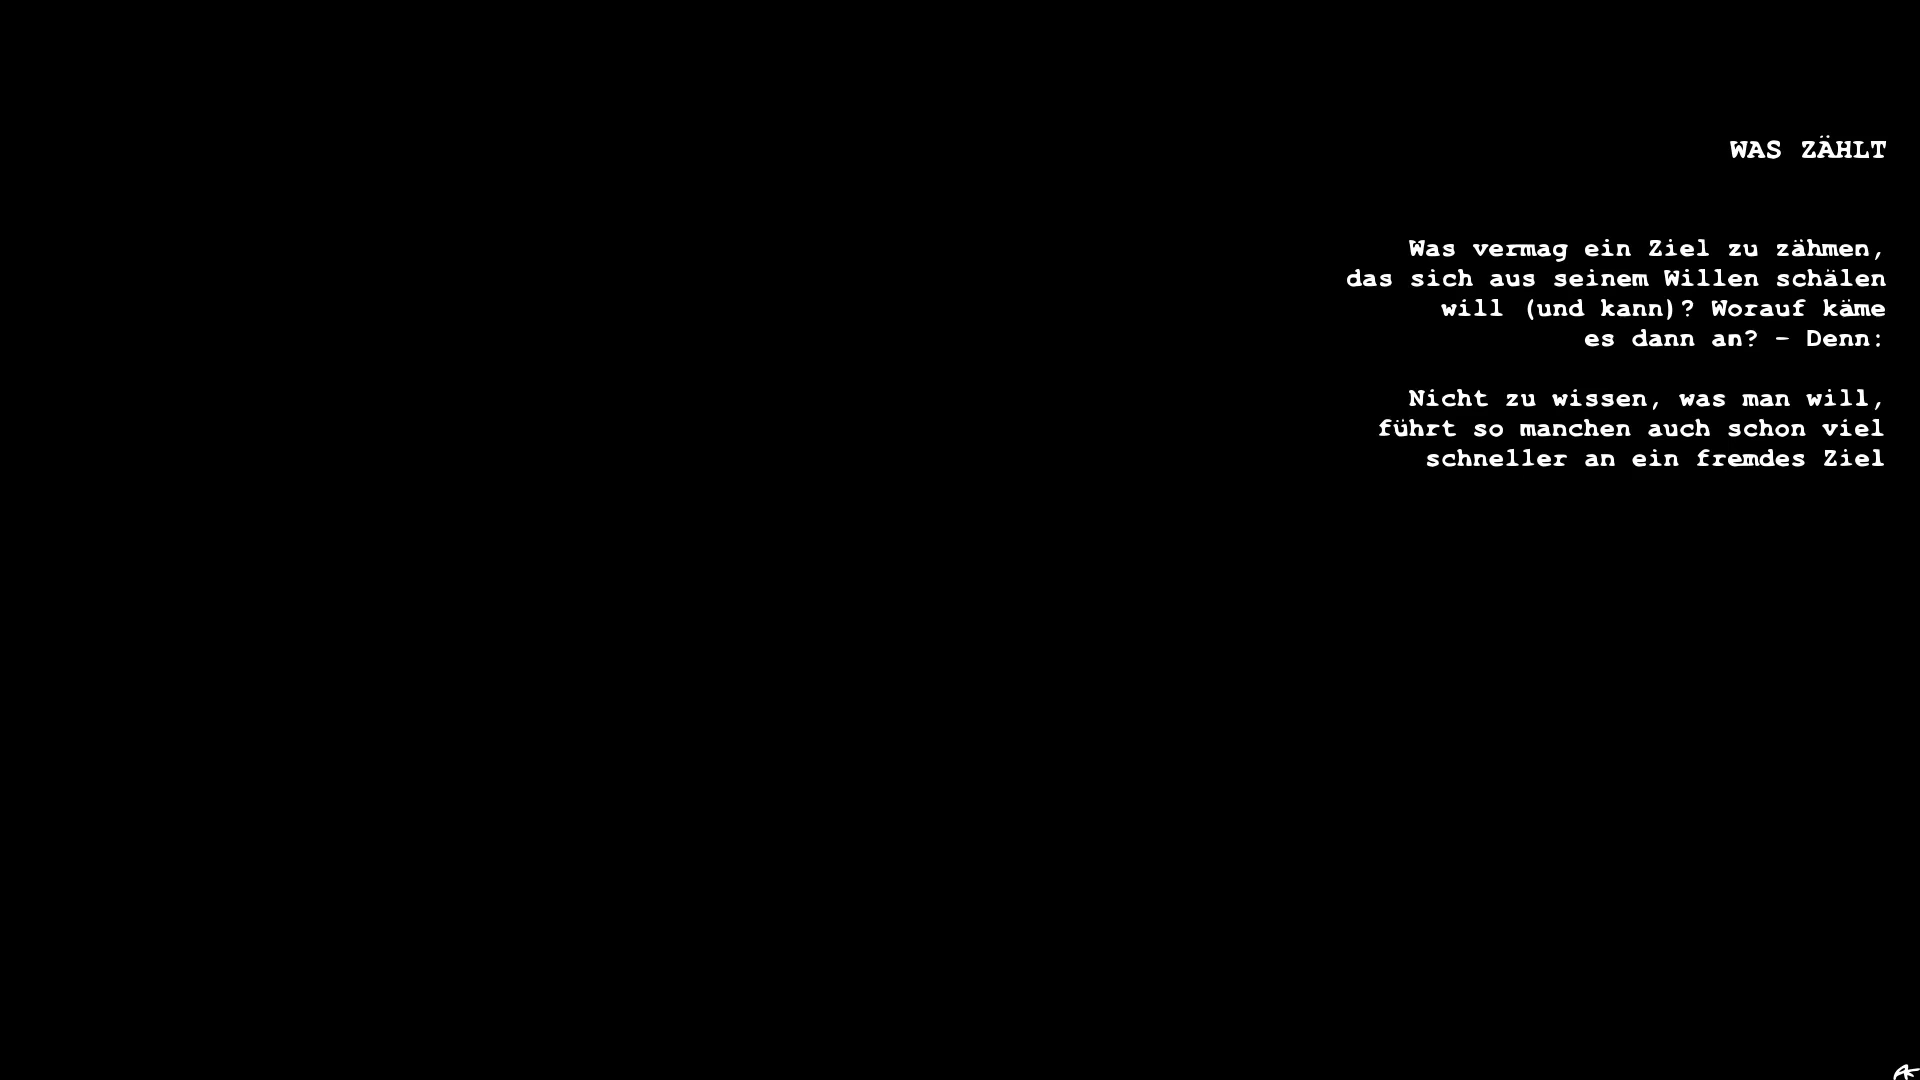 WAS ZÄHLT
Was vermag ein Ziel zu zähmen,
das sich aus seinem Willen schälen
will (und kann)? Worauf käme
es dann an? – Denn:
Nicht zu wissen, was man will,
führt so manchen auch schon viel
schneller an ein fremdes Ziel